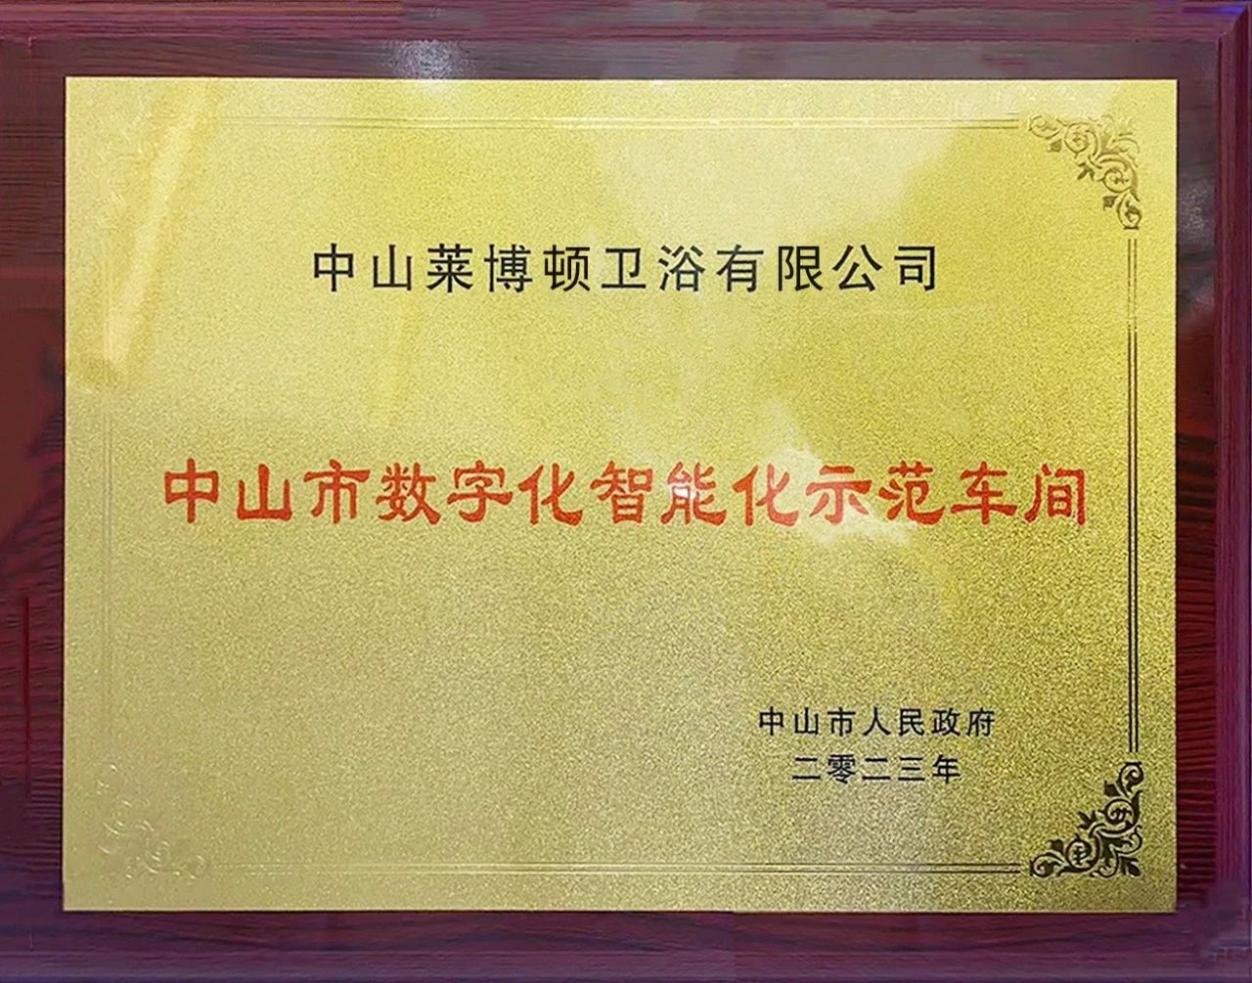 中山莱博顿卫浴有限公司
中山市数字化智能化示范车间
中山市人民政府
二零二三年